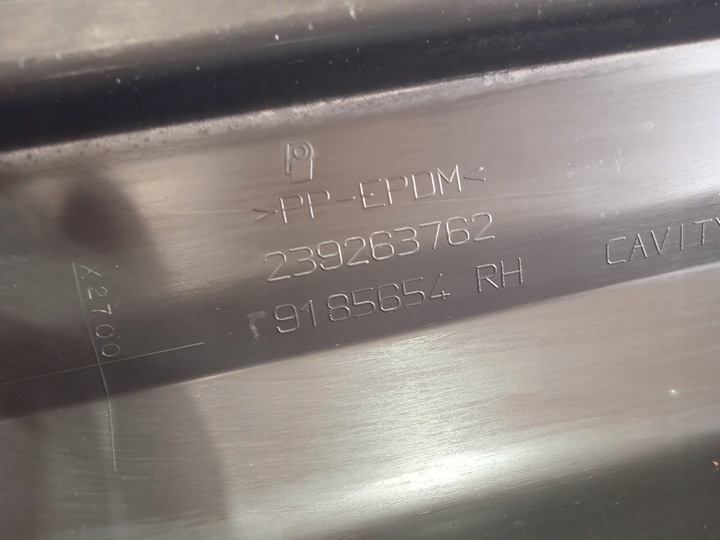 >PP-EPDM<
239263762
9185654 RH
CAVITY
X2700